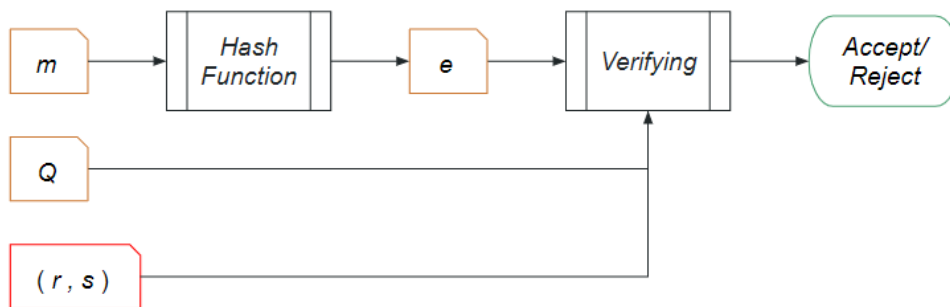 m
Hash
Function
e
Verifying
Accept/
Reject
Q
( r , s )